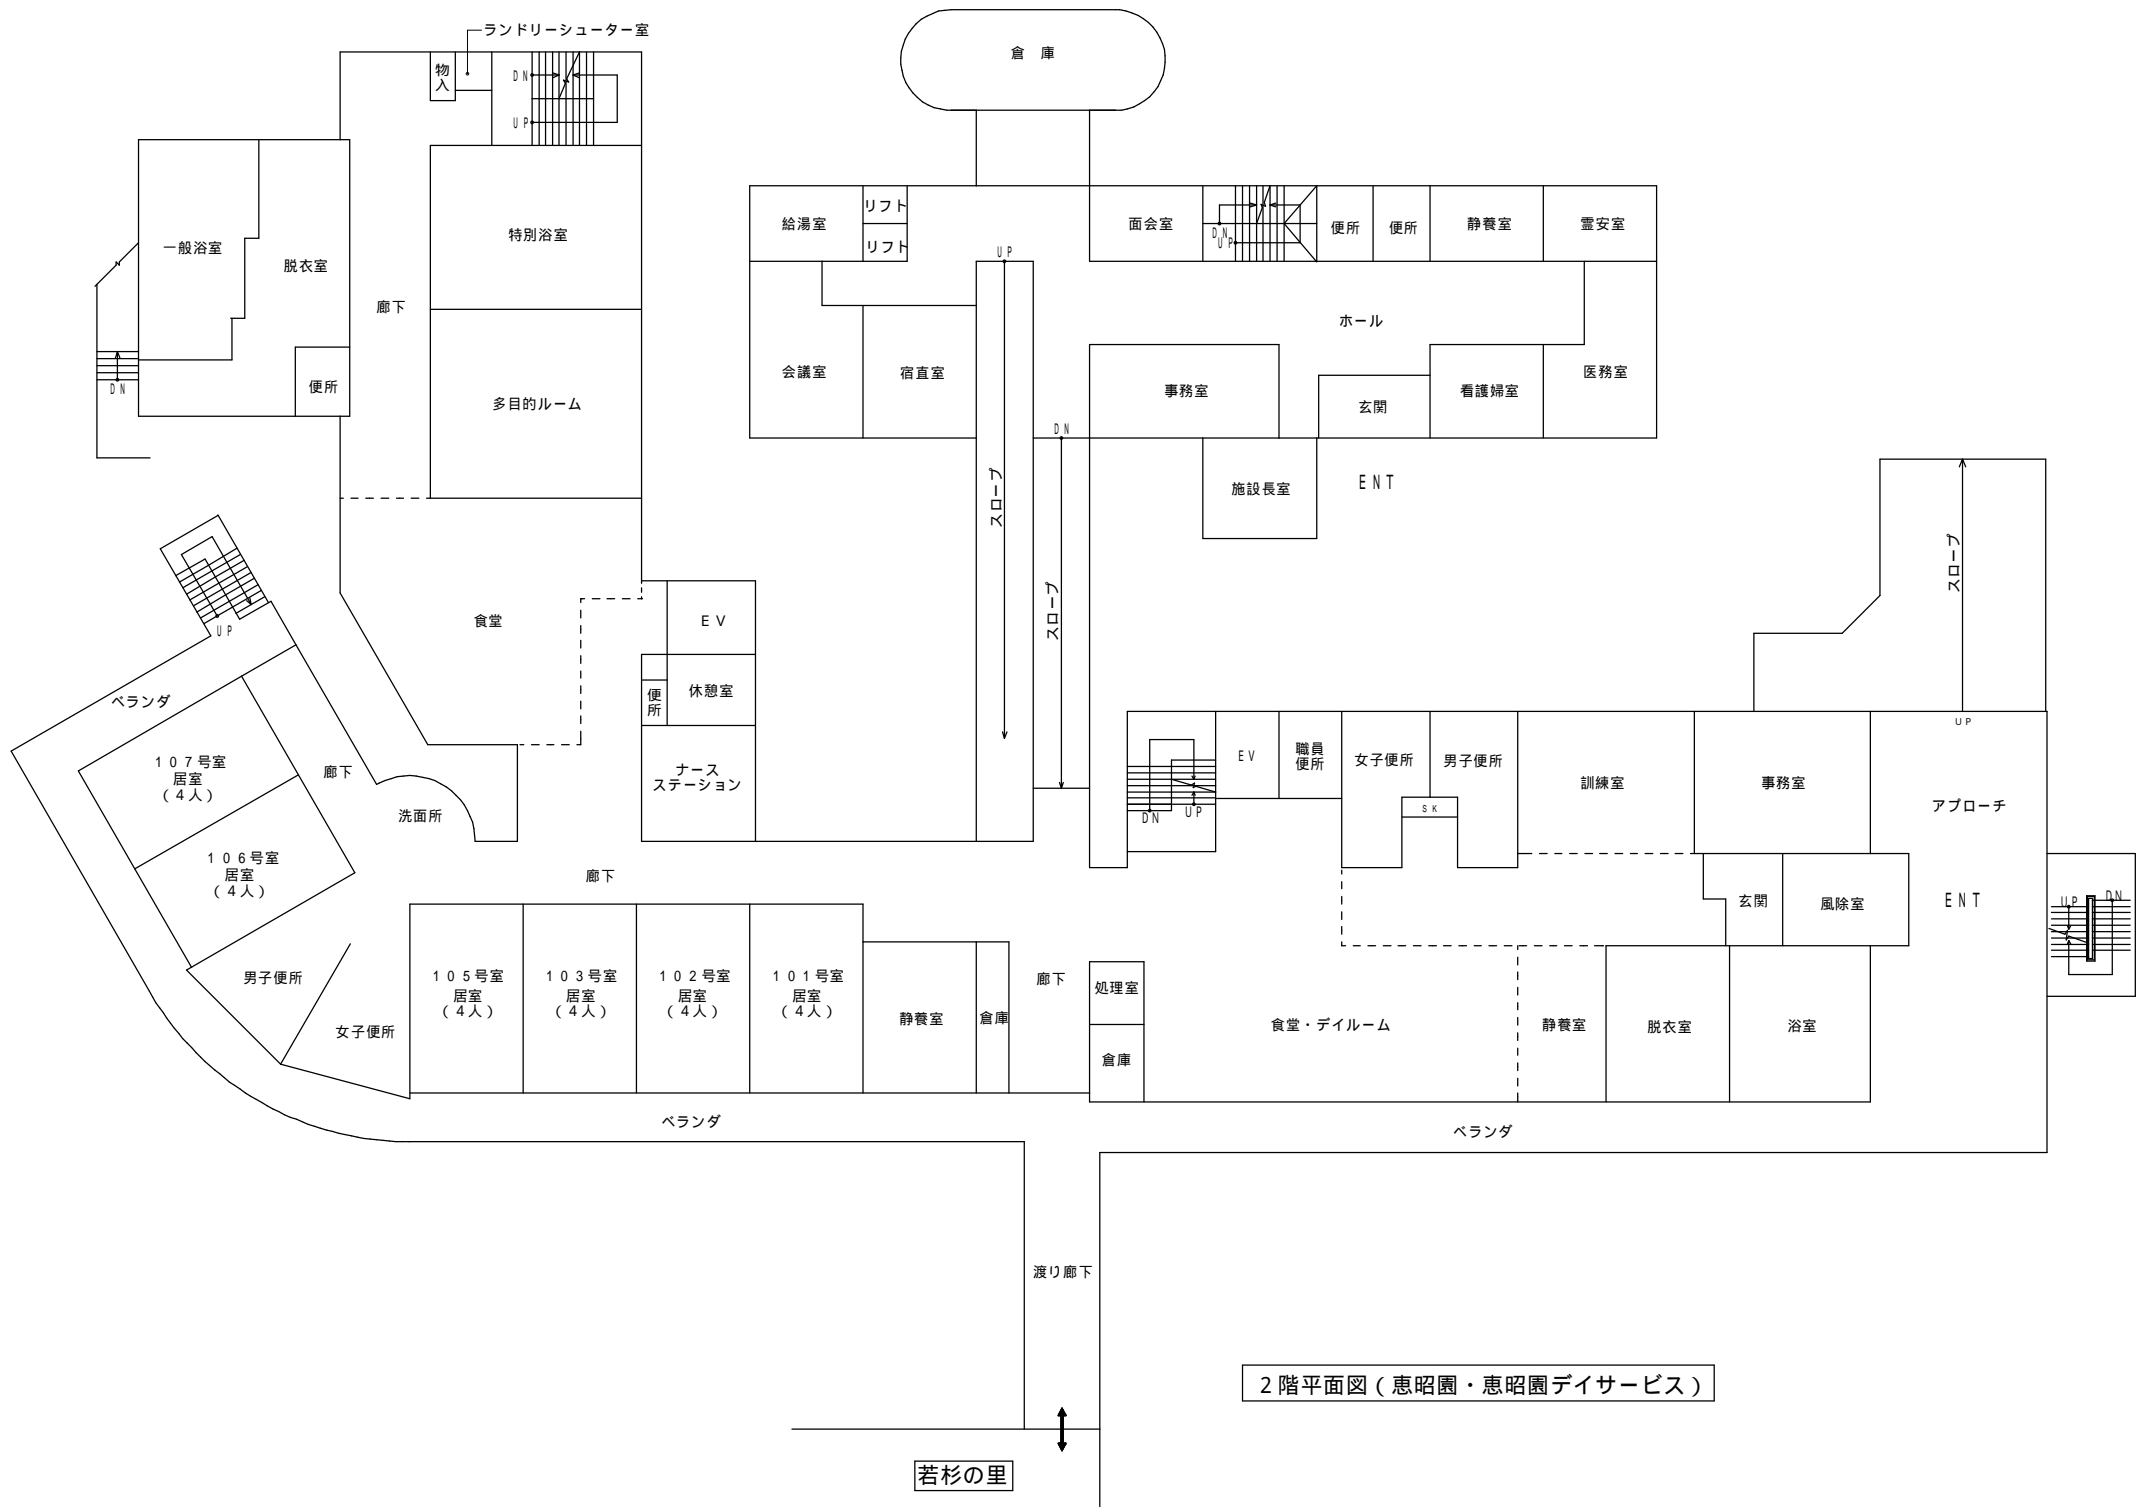 ランドリーシューター室
倉　庫
物
入
DN
UP
給湯室
リフト
リフト
面会室
DN
UP
便所
便所
静養室
霊安室
一般浴室
脱衣室
特別浴室
廊下
UP
ホール
DN
便所
多目的ルーム
会議室
宿直室
事務室
玄関
看護婦室
医務室
DN
スロープ
施設長室
ENT
スロープ
スロープ
UP
食堂
EV
便
所
休憩室
ベランダ
107号室
居室
(4人)
廊下
洗面所
ナース
ステーション
DN
UP
EV
職員
便所
女子便所
男子便所
SK
訓練室
事務室
UP
アプローチ
106号室
居室
(4人)
廊下
玄関
風除室
ENT
UP
DN
男子便所
女子便所
105号室
居室
(4人)
103号室
居室
(4人)
102号室
居室
(4人)
101号室
居室
(4人)
静養室
倉庫
廊下
処理室
倉庫
食堂・デイルーム
静養室
脱衣室
浴室
ベランダ
ベランダ
渡り廊下
2階平面図(恵昭園・恵昭園デイサービス)
若杉の里